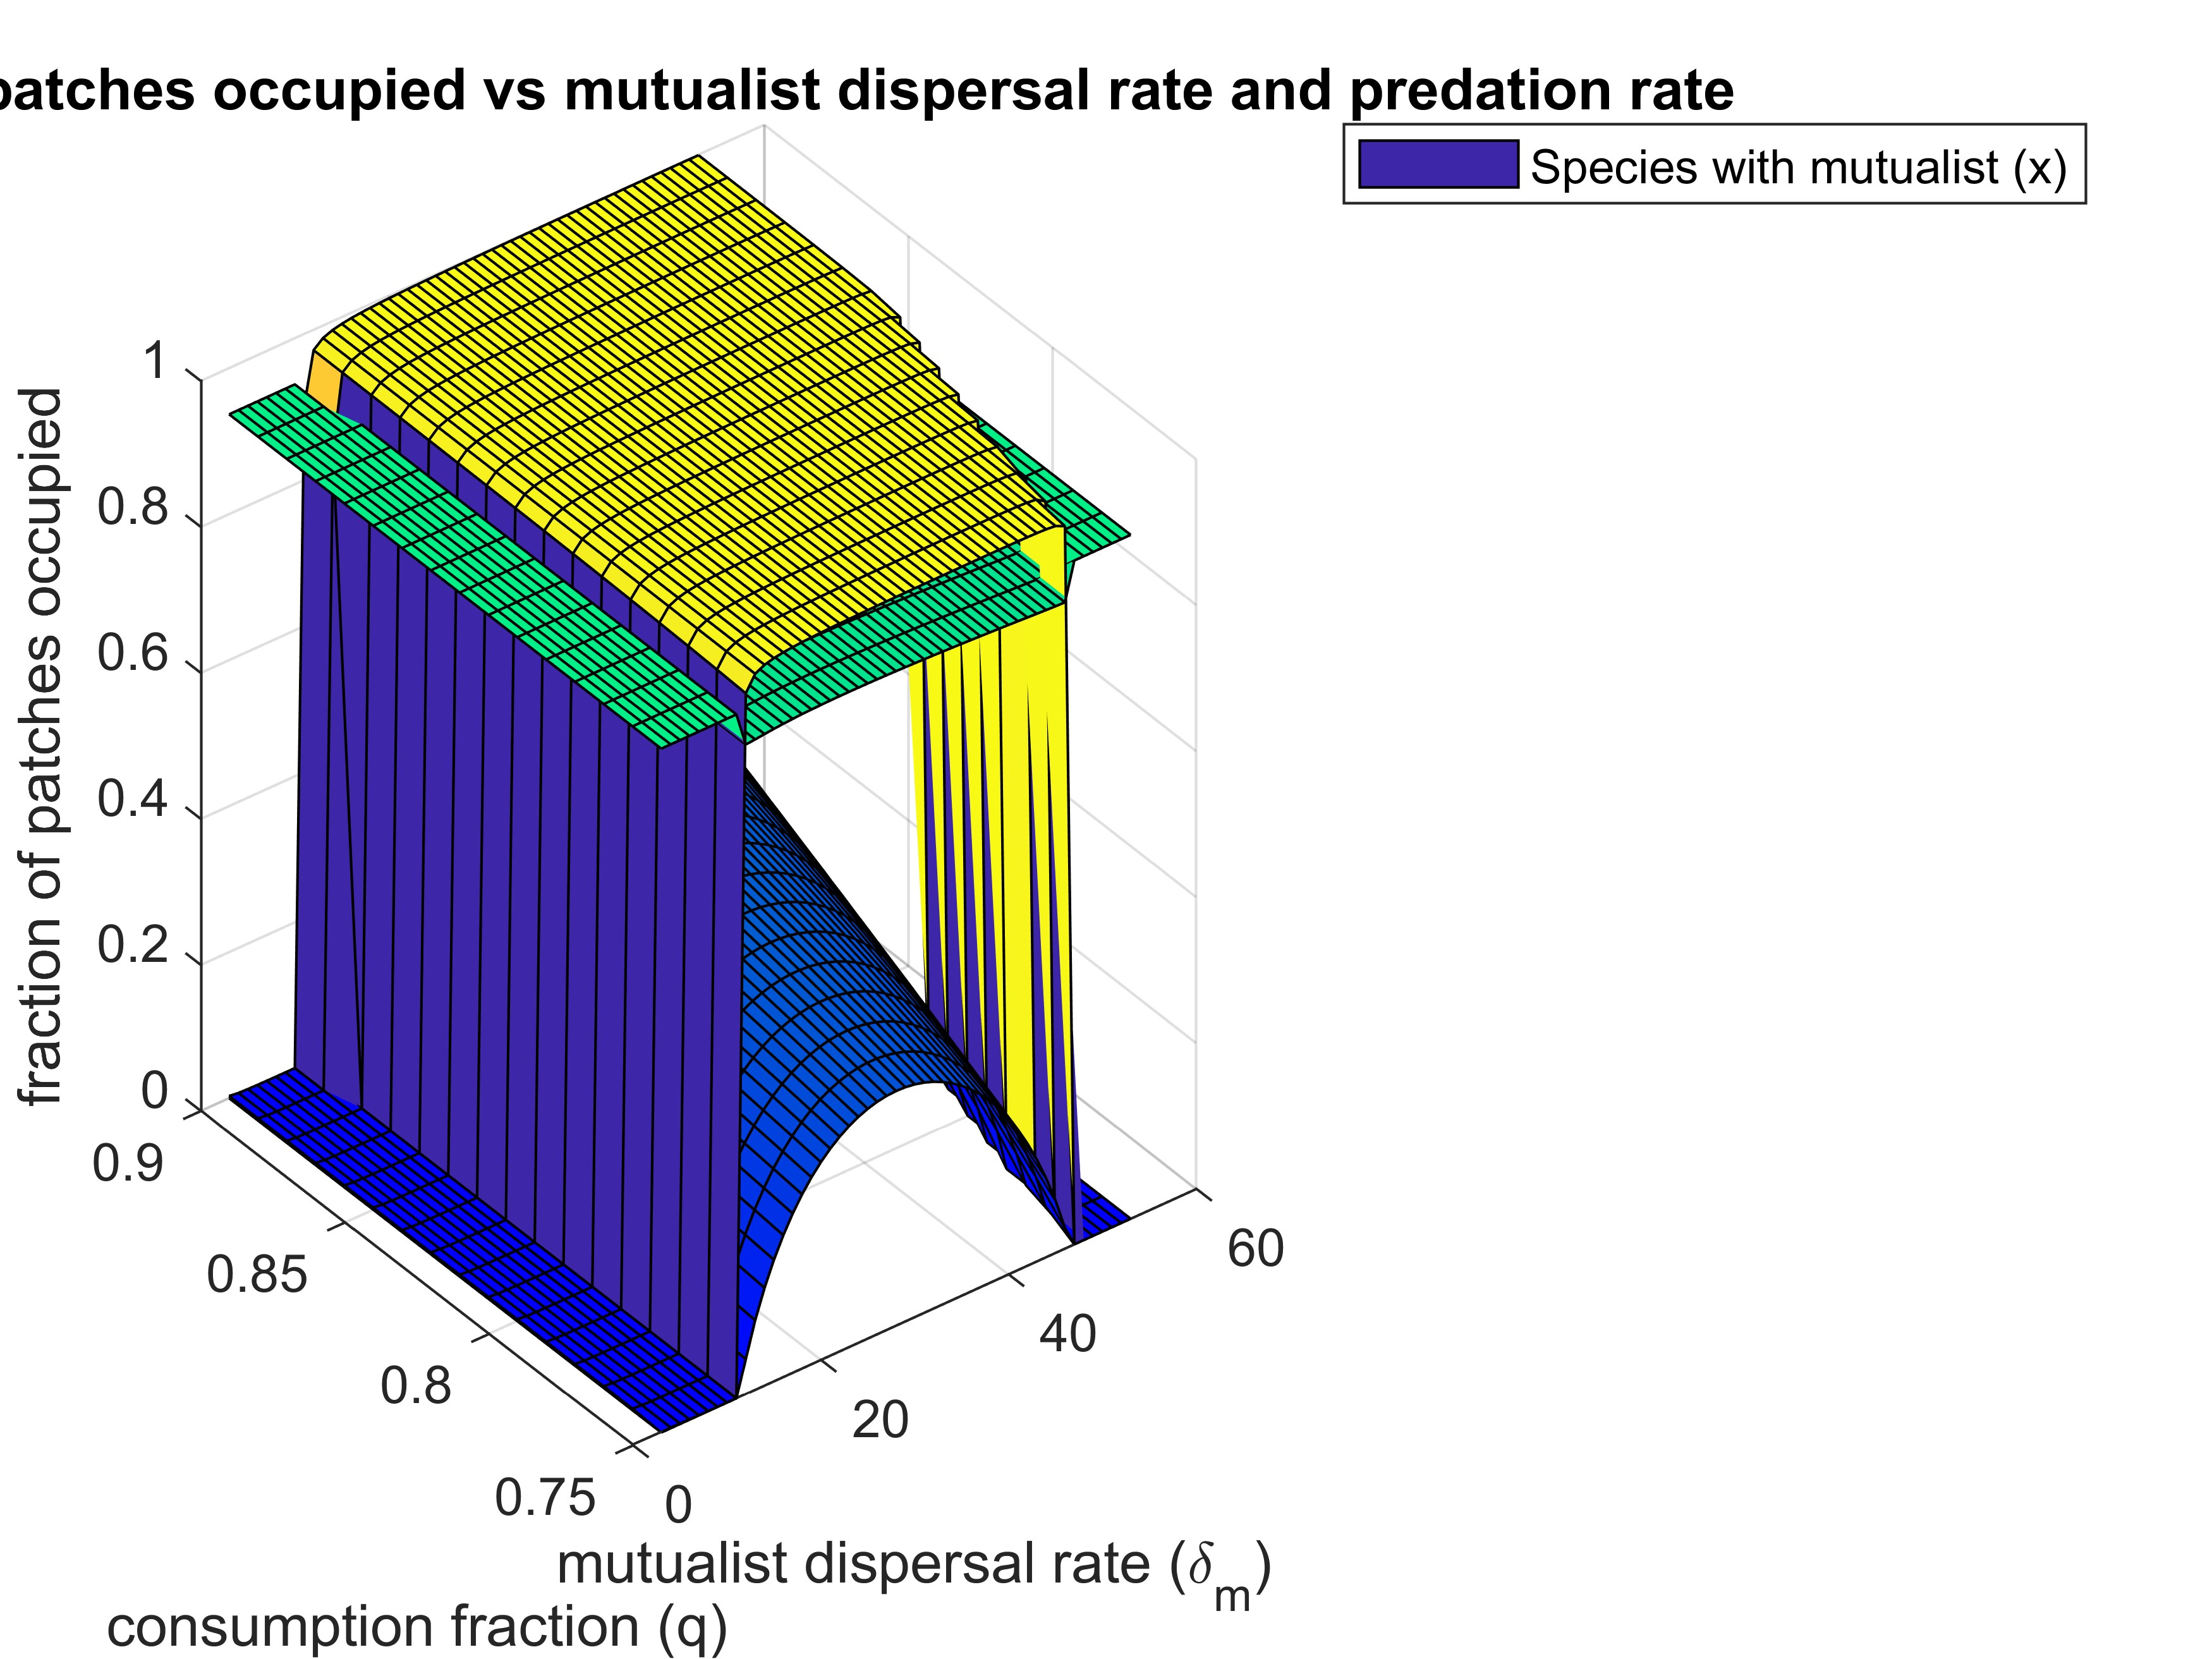 patches occupied vs mutualist dispersal rate and predation rate
Species with mutualist (x)
fraction of patches occupied
1
0.8
0.6
0.4
0.2
0
0.9
0.85
0.8
0.75
0
20
40
60
mutualist dispersal rate (δm)
consumption fraction (q)